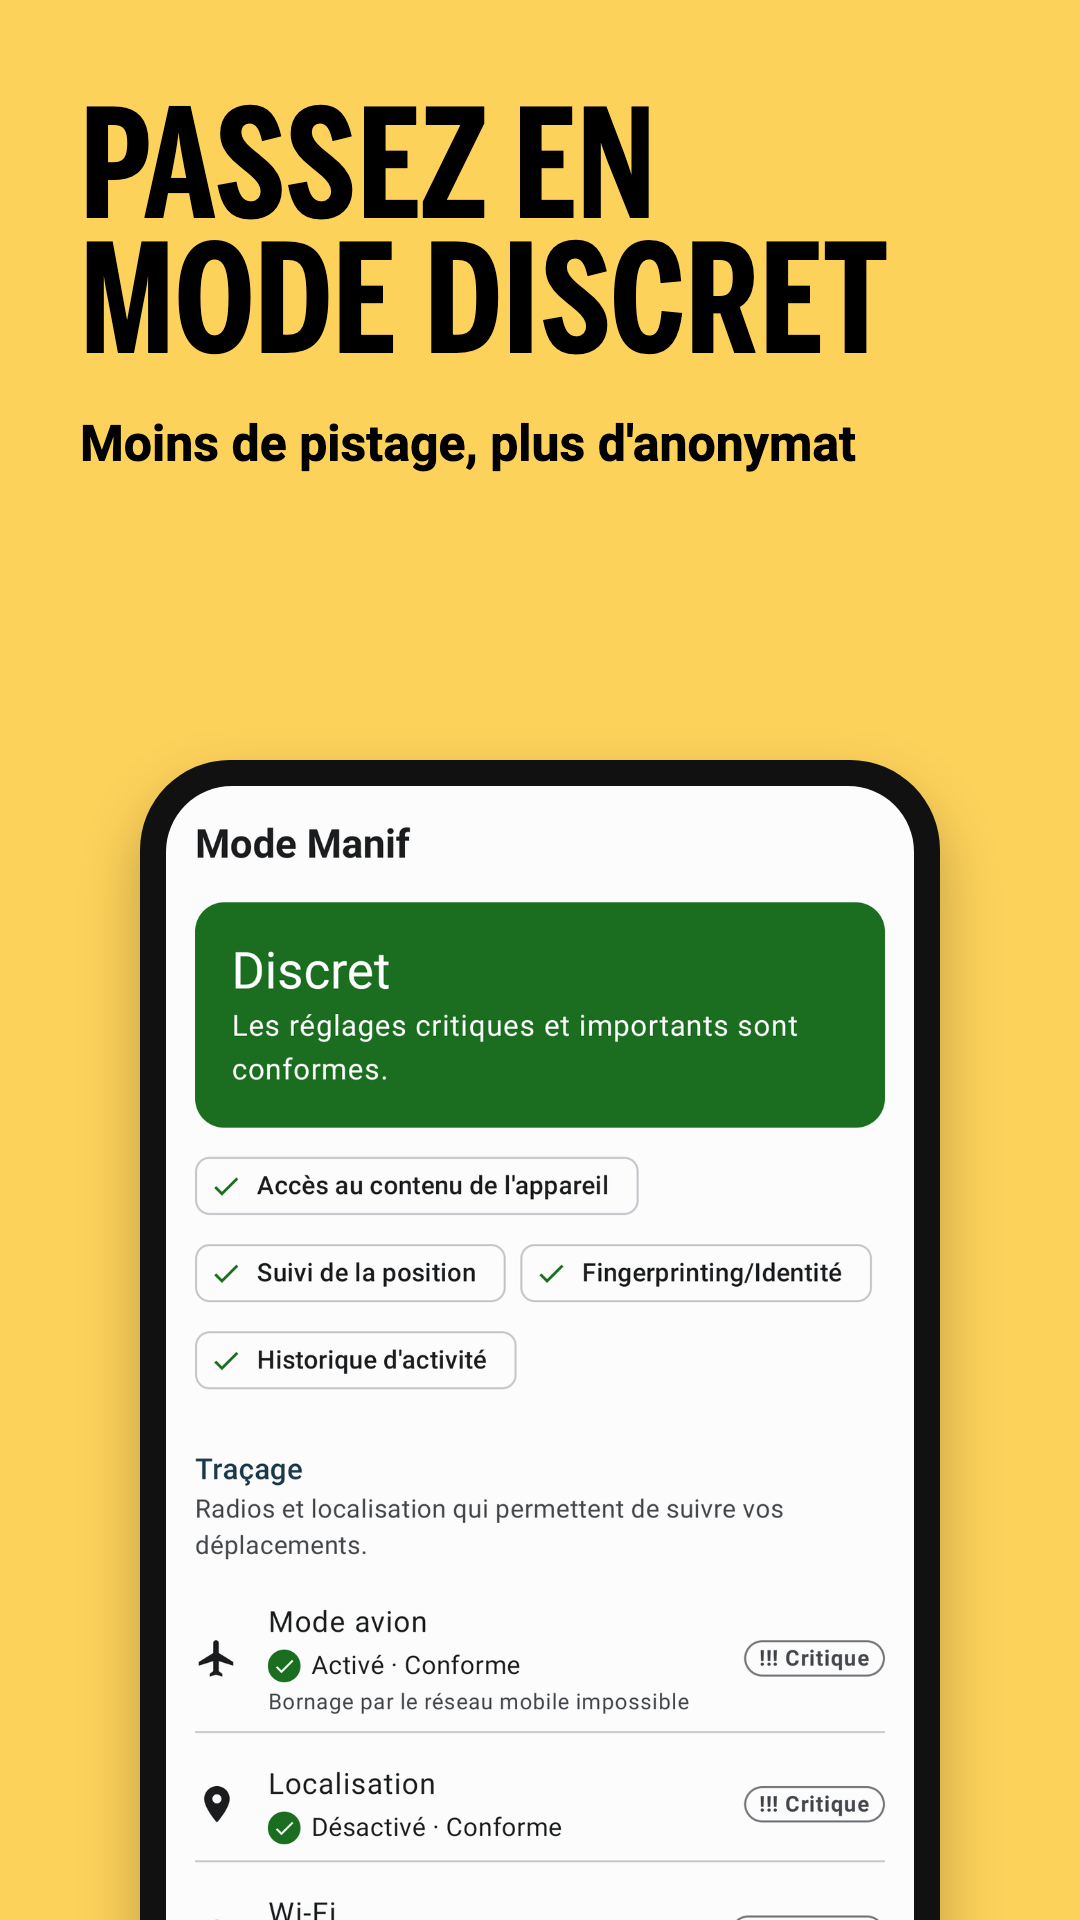 PASSEZ EN
MODE DISCRET
Moins de pistage, plus d'anonymat
Mode Manif
Discret
Les réglages critiques et importants sont
conformes.
Accès au contenu de l'appareil
Suivi de la position
Fingerprinting/Identité
Historique d'activité
Traçage
Radios et localisation qui permettent de suivre vos
déplacements.
Mode avion
Activé · Conforme
!!! Critique
Bornage par le réseau mobile impossible
Localisation
Désactivé · Conforme
!!! Critique
Wi-Fi